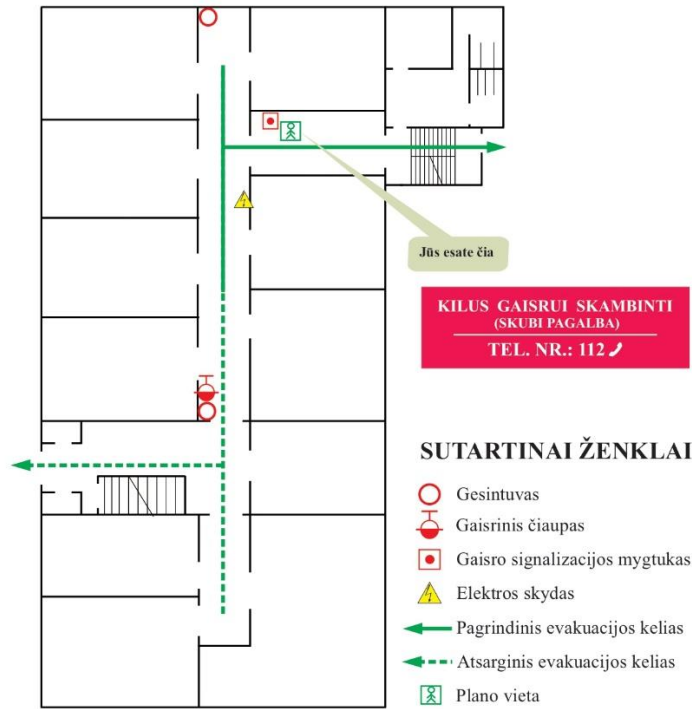 Jūs esate čia
KILUS GAISRUI SKAMBINTI
(SKUBI PAGALBA)
TEL. NR.: 112
SUTARTINAI ŽENKLAI
Gesintuvas
Gaisrinis čiaupas
Gaisro signalizacijos mygtukas
Elektros skydas
Pagrindinis evakuacijos kelias
Atsarginis evakuacijos kelias
Plano vieta